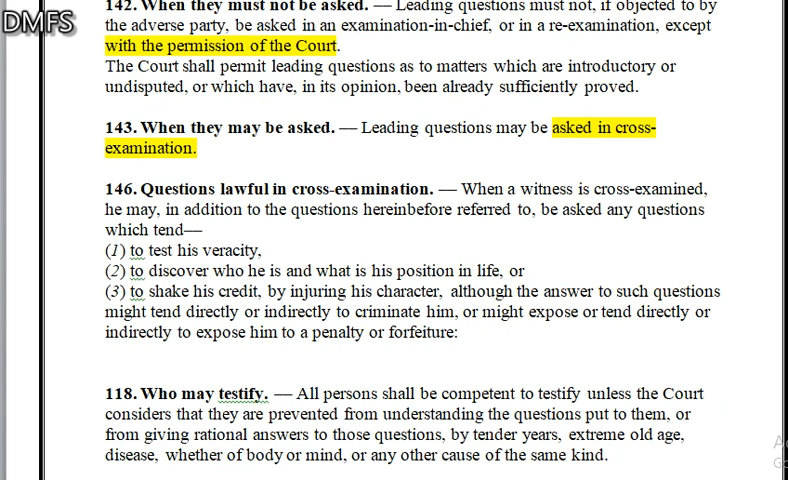 DMFS
142. When they must not be asked. — Leading questions must not, if objected to by
the adverse party, be asked in an examination-in-chief, or in a re-examination, except
with the permission of the Court.
The Court shall permit leading questions as to matters which are introductory or
undisputed, or which have, in its opinion, been already sufficiently proved.
143. When they may be asked. — Leading questions may be asked in cross-
examination.
146. Questions lawful in cross-examination. — When a witness is cross-examined,
he may, in addition to the questions hereinbefore referred to, be asked any questions
which tend—
(1) to test his veracity,
(2) to discover who he is and what is his position in life, or
(3) to shake his credit, by injuring his character, although the answer to such questions
might tend directly or indirectly to criminate him, or might expose or tend directly or
indirectly to expose him to a penalty or forfeiture:
118. Who may testify. — All persons shall be competent to testify unless the Court
considers that they are prevented from understanding the questions put to them, or
from giving rational answers to those questions, by tender years, extreme old age,
disease, whether of body or mind, or any other cause of the same kind.